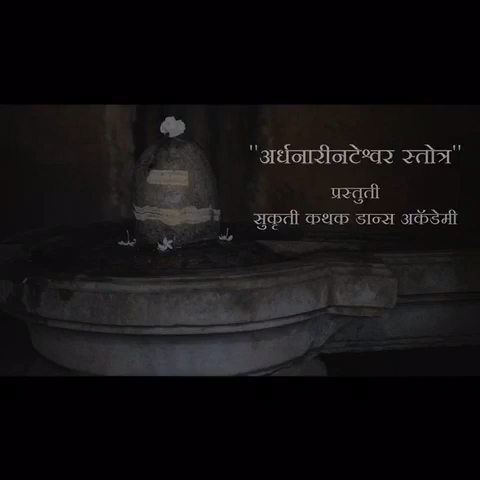 "अर्धनारीनटेश्वर स्तोत्र"
प्रस्तुती
सुकृती कथक डान्स अकॅडेमी